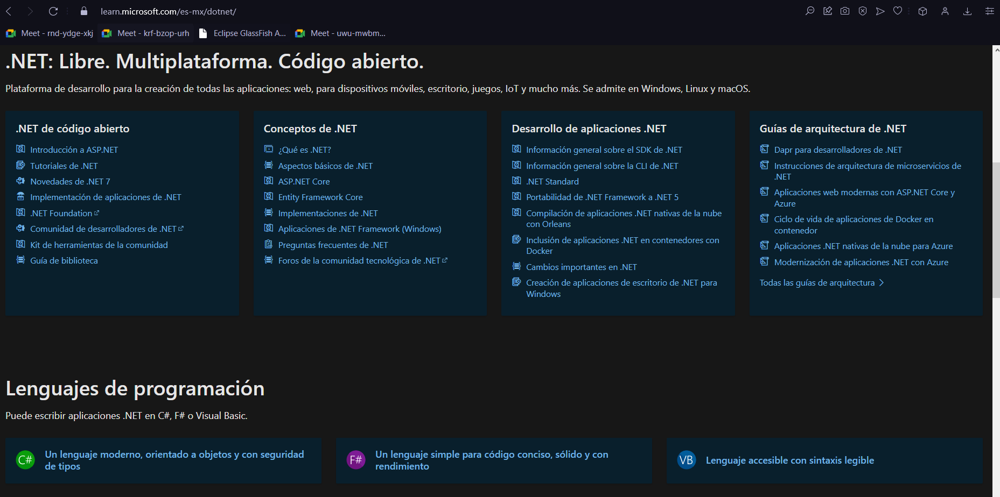 learn.microsoft.com/es-mx/dotnet/
Meet - rnd-ydge-xkj
Meet - krf-bzop-urh
Eclipse GlassFish A...
Meet - uwu-mwbm...
.NET: Libre. Multiplataforma. Código abierto.
Plataforma de desarrollo para la creación de todas las aplicaciones: web, para dispositivos móviles, escritorio, juegos, IoT y mucho más. Se admite en Windows, Linux y macOS.
.NET de código abierto
Introducción a ASP.NET
Tutoriales de .NET
Novedades de .NET 7
Implementación de aplicaciones de .NET
.NET Foundation
Comunidad de desarrolladores de .NET
Kit de herramientas de la comunidad
Guía de biblioteca
Conceptos de .NET
¿Qué es .NET?
Aspectos básicos de .NET
ASP.NET Core
Entity Framework Core
Implementaciones de .NET
Aplicaciones de .NET Framework (Windows)
Preguntas frecuentes de .NET
Foros de la comunidad tecnológica de .NET
Desarrollo de aplicaciones .NET
Información general sobre el SDK de .NET
Información general sobre la CLI de .NET
.NET Standard
Portabilidad de .NET Framework a .NET 5
Compilación de aplicaciones .NET nativas de la nube
con Orleans
Inclusión de aplicaciones .NET en contenedores con
Docker
Cambios importantes en .NET
Creación de aplicaciones de escritorio de .NET para
Windows
Guías de arquitectura de .NET
Dapr para desarrolladores de .NET
Instrucciones de arquitectura de microservicios de
.NET
Aplicaciones web modernas con ASP.NET Core y
Azure
Ciclo de vida de aplicaciones de Docker en
contenedor
Aplicaciones .NET nativas de la nube para Azure
Modernización de aplicaciones .NET con Azure
Todas las guías de arquitectura
Lenguajes de programación
Puede escribir aplicaciones .NET en C#, F# o Visual Basic.
C#
Un lenguaje moderno, orientado a objetos y con seguridad
de tipos
F#
Un lenguaje simple para código conciso, sólido y con
rendimiento
VB
Lenguaje accesible con sintaxis legible